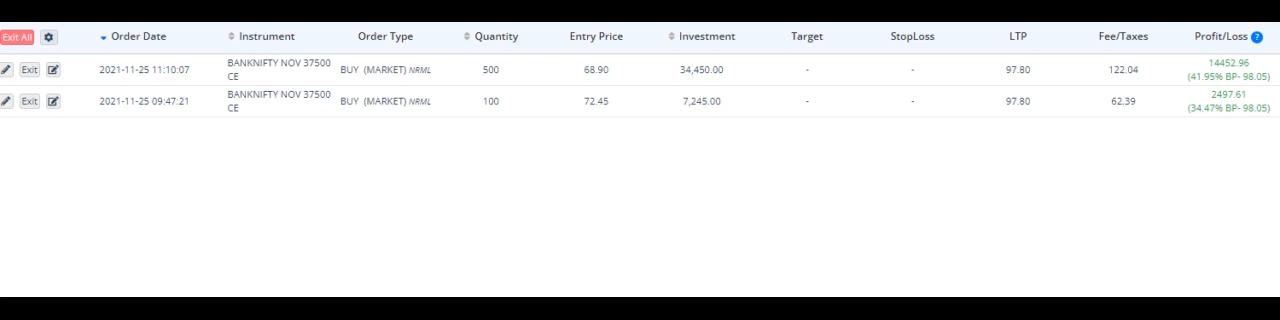 Exit All Order Date Instrument Order Type Quantity Entry Price Investment Target StopLoss LTP Fee/Taxes Profit/Loss ?
Exit 2021-11-25 11:10:07 BANKNIFTY NOV 37500 BUY (MARKET) NRML 500 68.90 34,450.00 - - 97.80 122.04 14452.96
CE (41.95% BP- 98.05)
Exit 2021-11-25 09:47:21 BANKNIFTY NOV 37500 BUY (MARKET) NRML 100 72.45 7,245.00 - - 97.80 62.39 2497.61
CE (34.47% BP- 98.05)